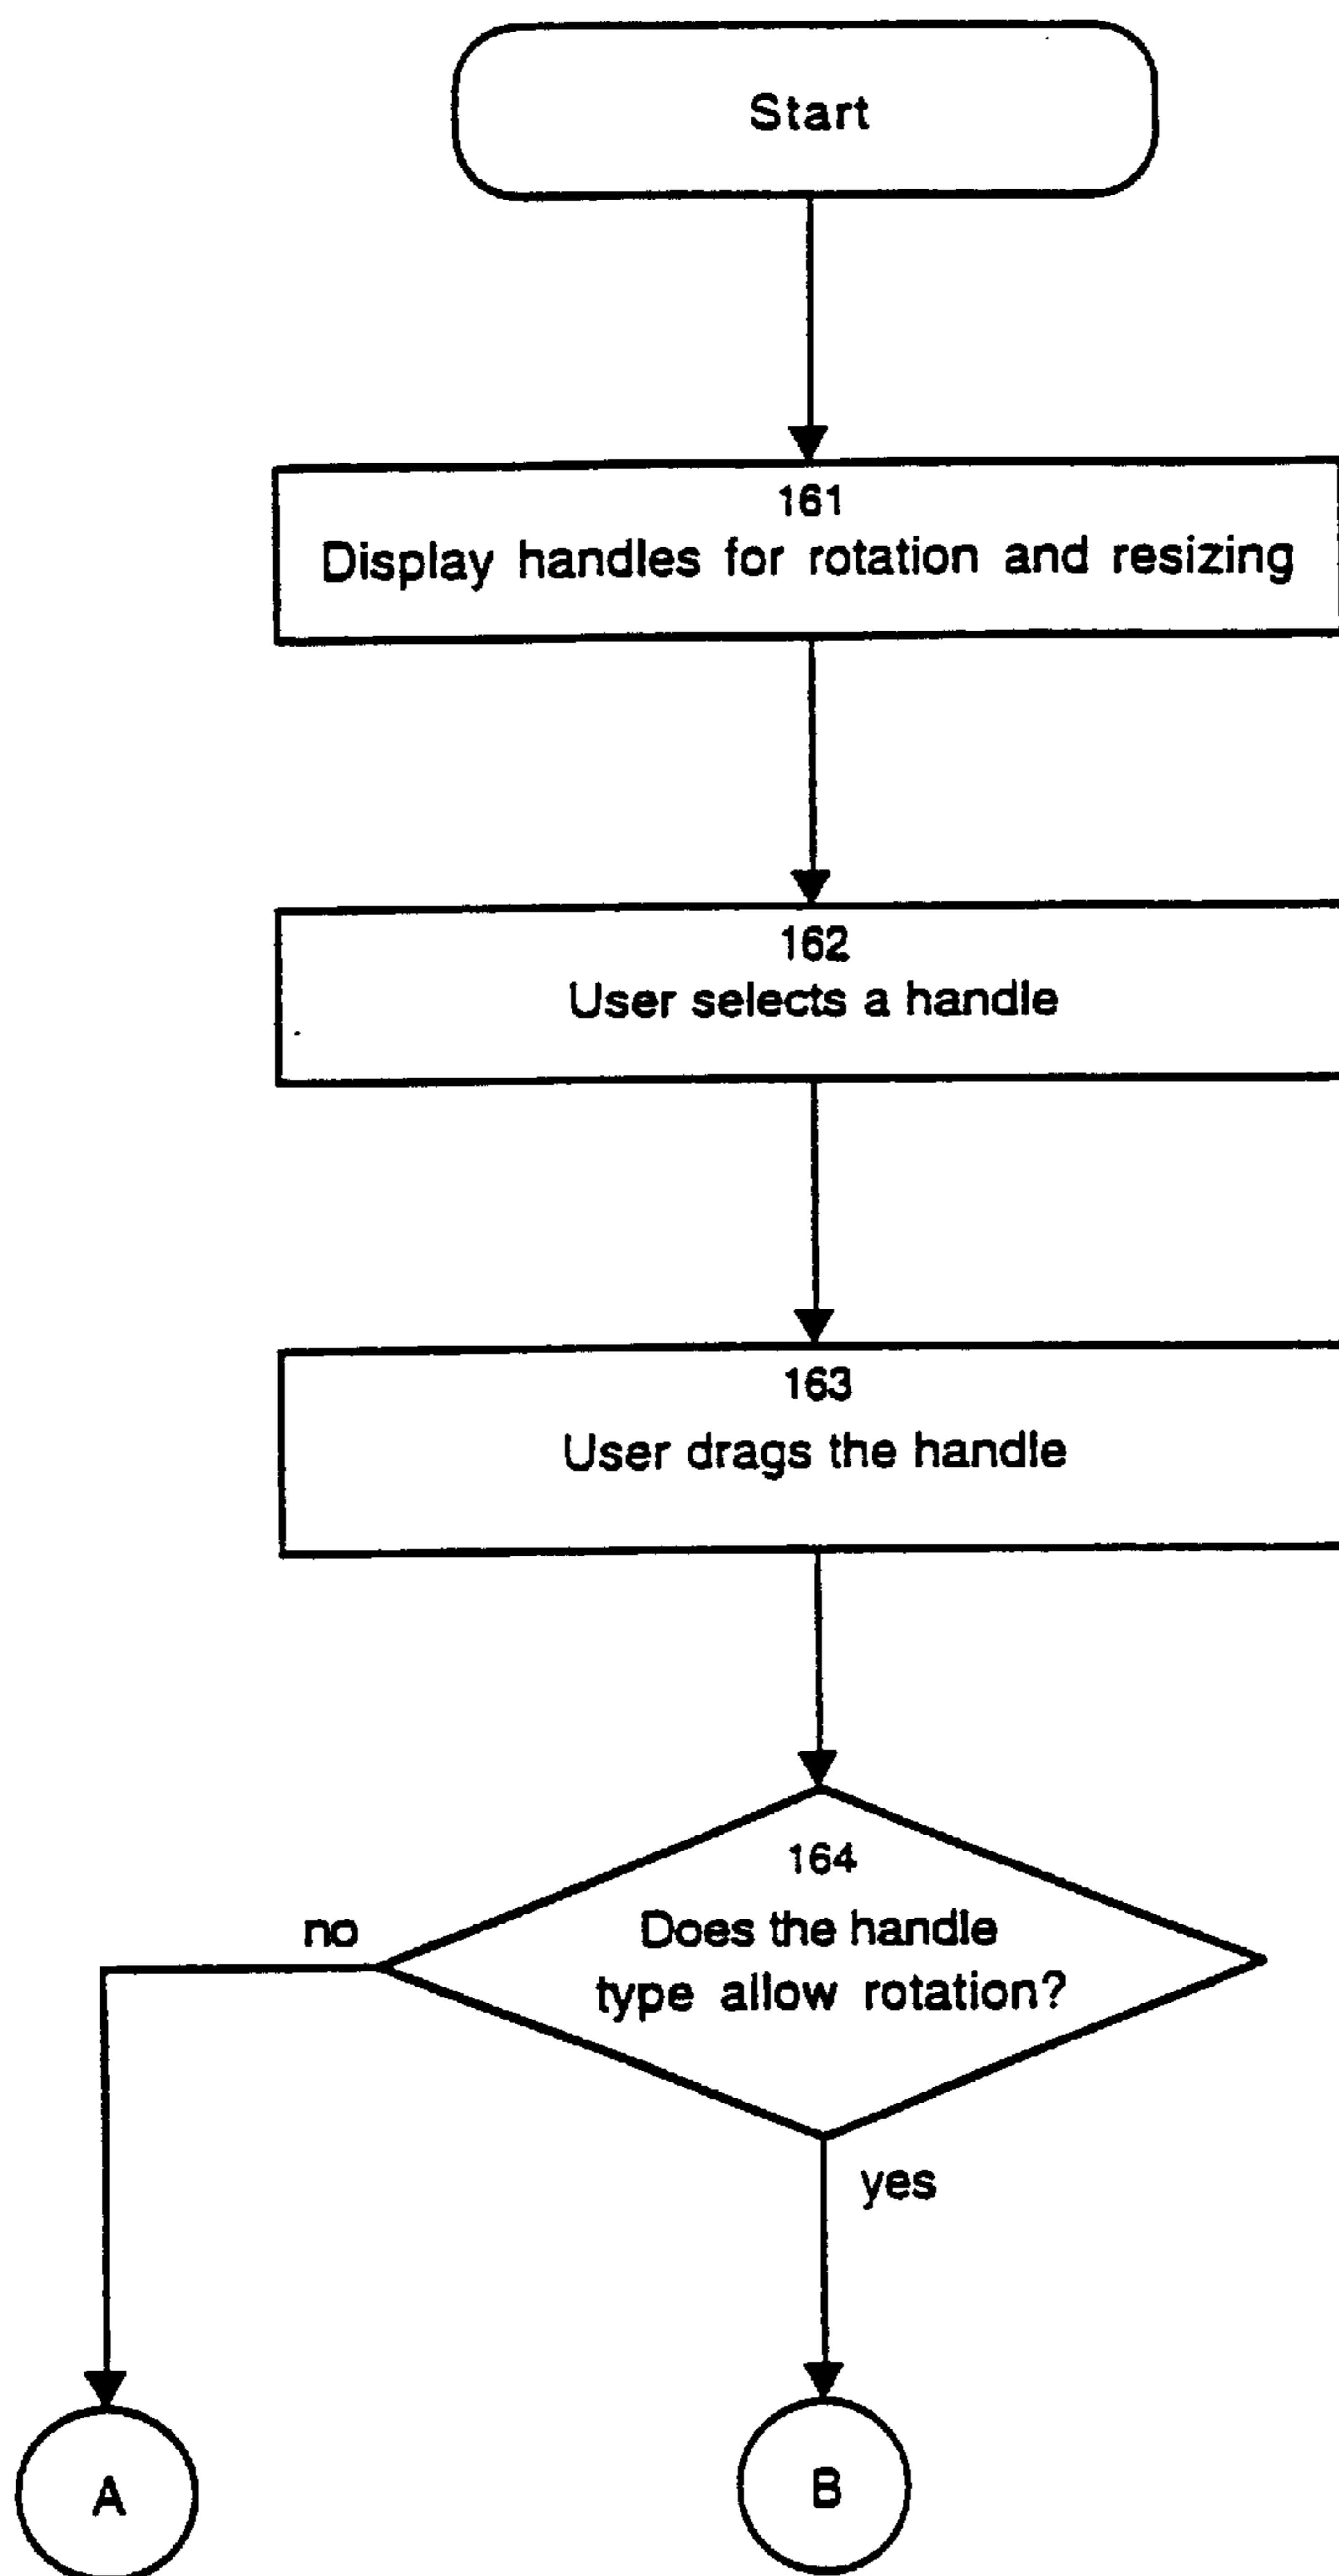 Start
161
Display handles for rotation and resizing
162
User selects a handle
163
User drags the handle
164
Does the handle
type allow rotation?
no
yes
A
B